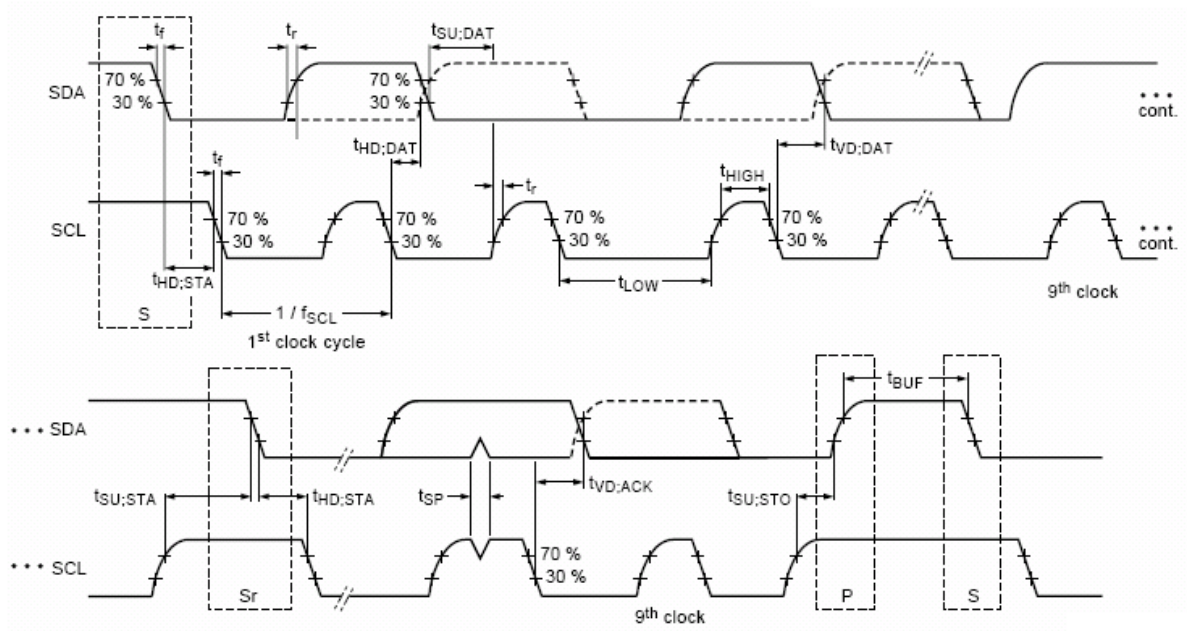 tf
tr
tSU;DAT
SDA
70 %
30 %
70 %
30 %
cont.
tHD;DAT
tVD;DAT
tf
tr
tHIGH
SCL
70 %
30 %
70 %
30 %
70 %
30 %
70 %
30 %
cont.
tHD;STA
tLOW
9th clock
S
1 / fSCL
1st clock cycle
tBUF
SDA
tSU;STA
tHD;STA
tSP
tVD;ACK
tSU;STO
SCL
70 %
30 %
Sr
P
S
9th clock